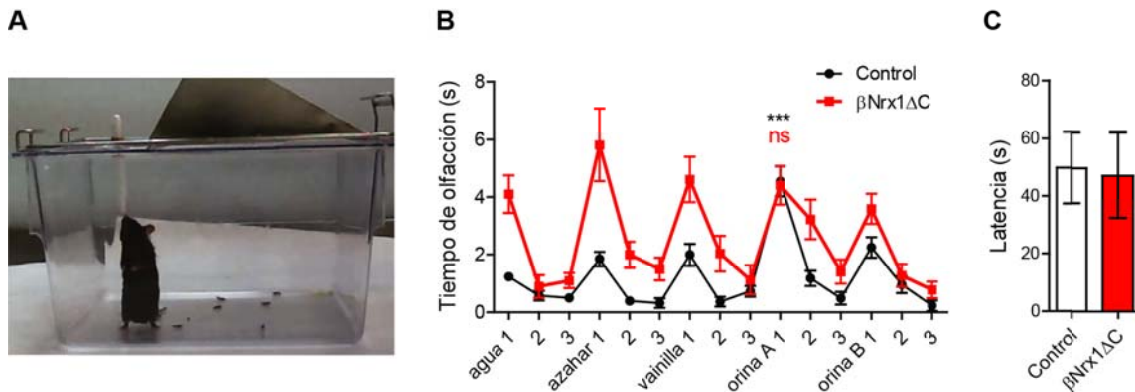 A
B
C
Tiempo de olfacción (s)
8
6
4
2
0
Control
βNrx1ΔC
***
ns
agua 1
2
3
azahar 1
2
3
vainilla 1
2
3
orina A 1
2
3
orina B 1
2
3
Latencia (s)
80
60
40
20
0
Control
βNrx1ΔC